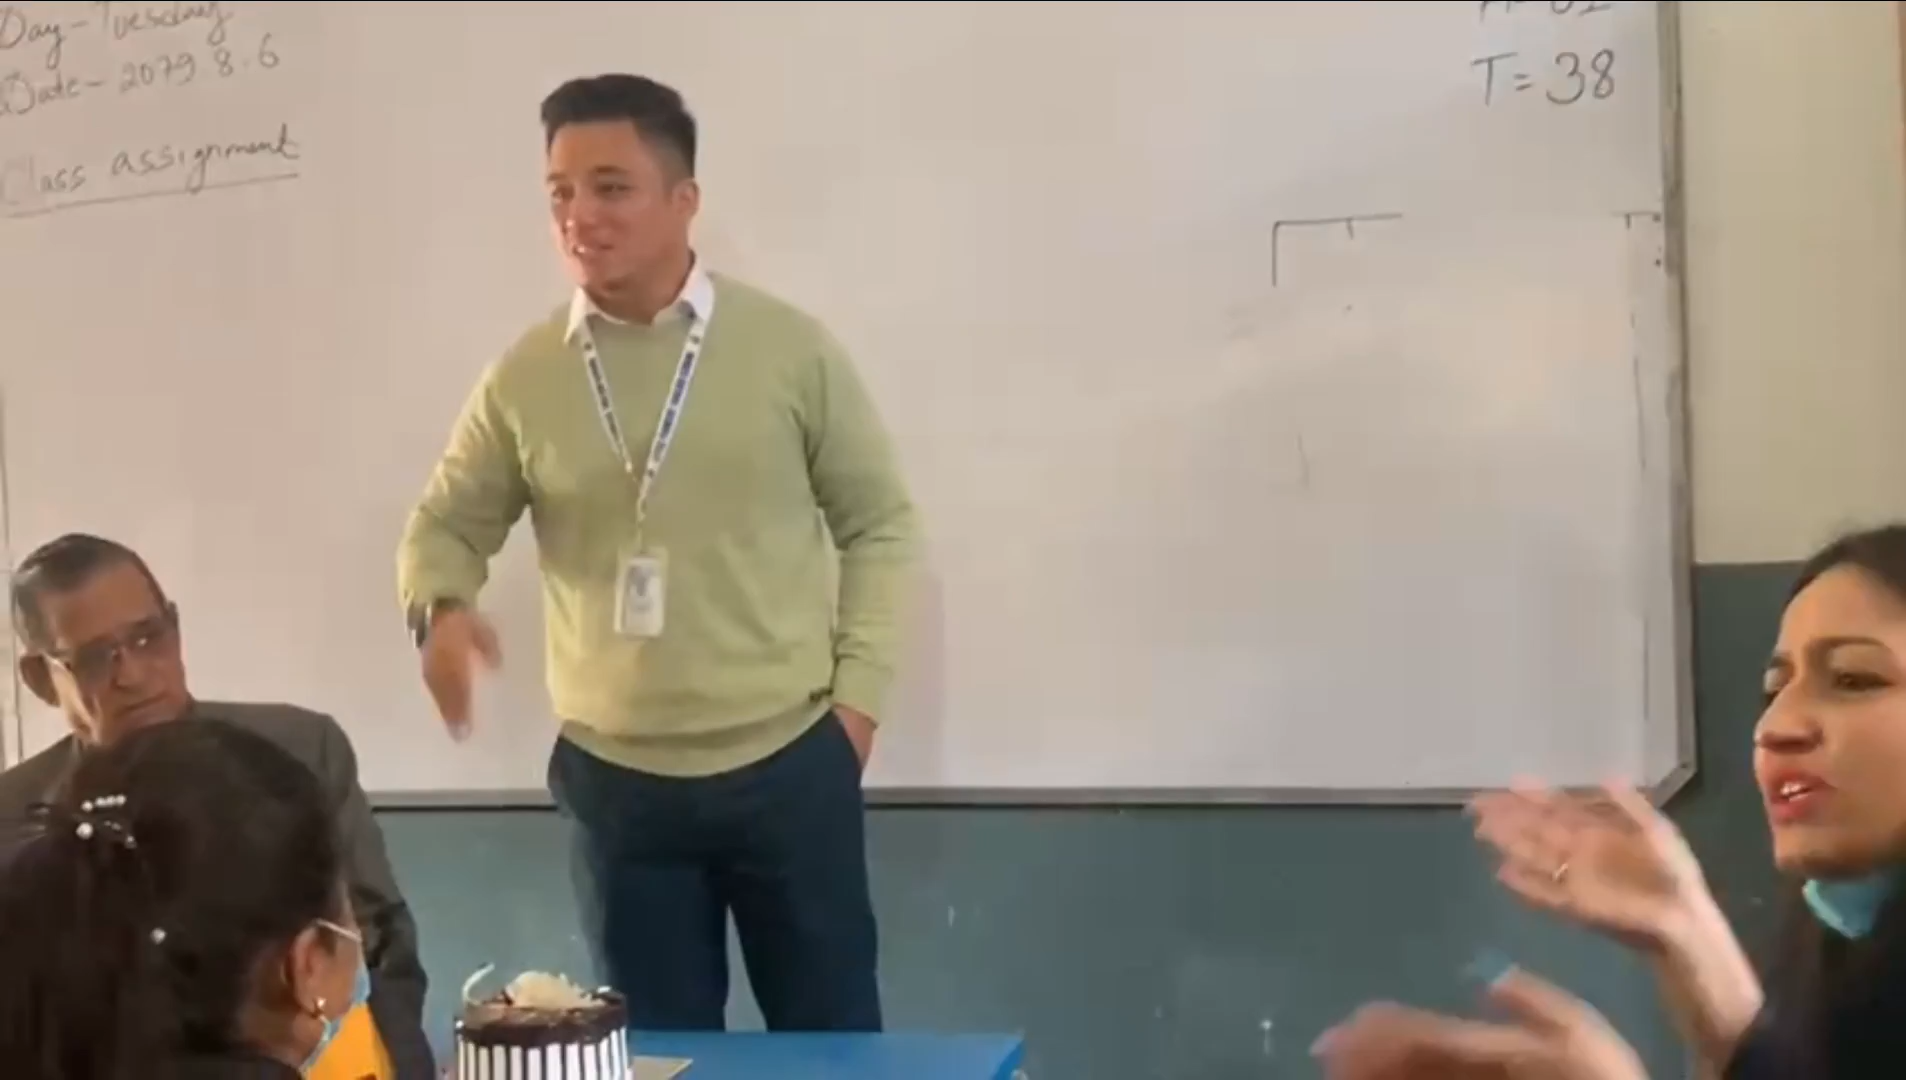 Day - Tuesday
Date - 2079.8.6
Class assignment
T = 38